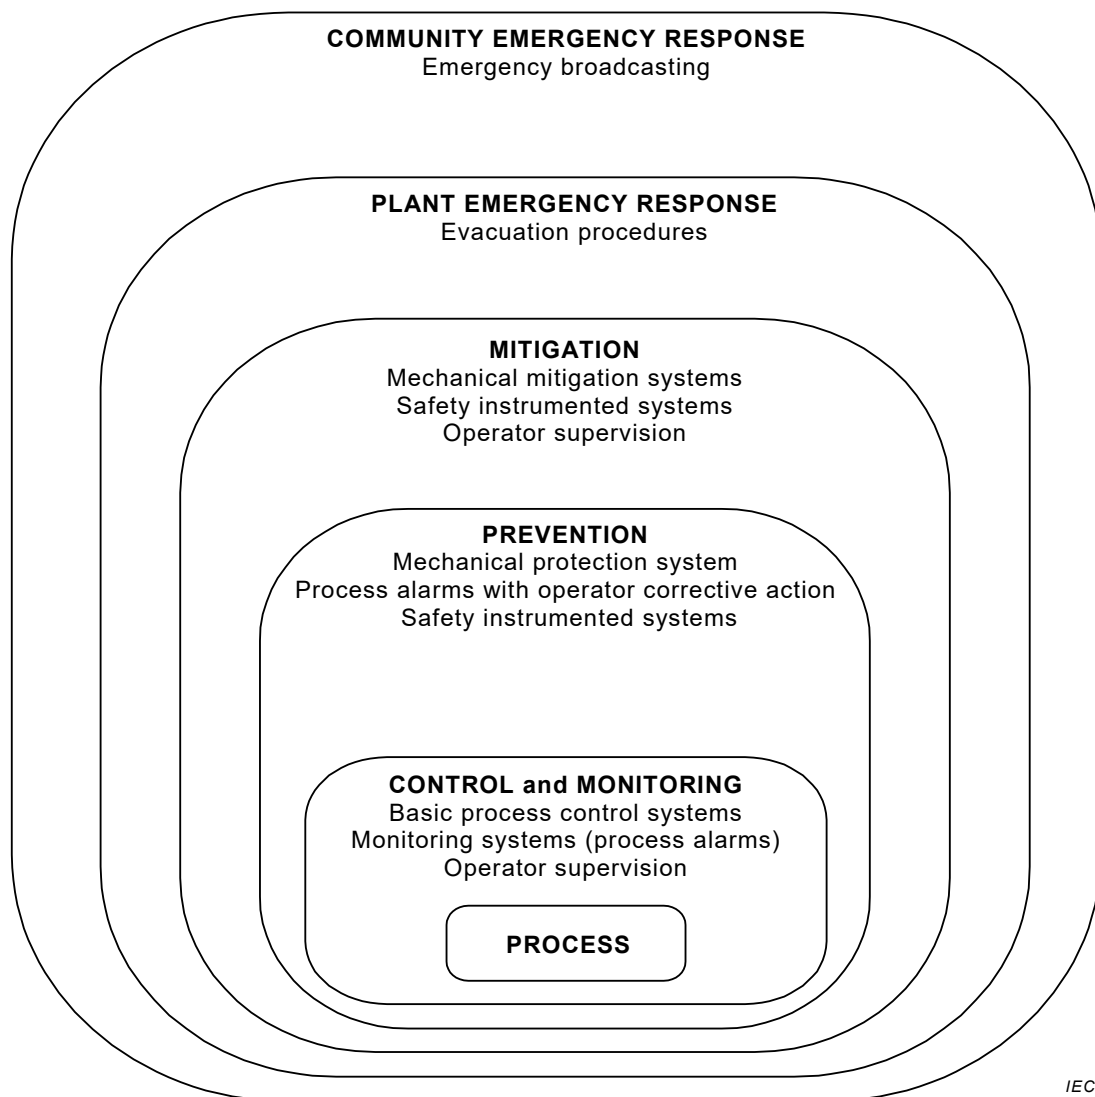 COMMUNITY EMERGENCY RESPONSE
Emergency broadcasting
PLANT EMERGENCY RESPONSE
Evacuation procedures
MITIGATION
Mechanical mitigation systems
Safety instrumented systems
Operator supervision
PREVENTION
Mechanical protection system
Process alarms with operator corrective action
Safety instrumented systems
CONTROL and MONITORING
Basic process control systems
Monitoring systems (process alarms)
Operator supervision
PROCESS
IEC